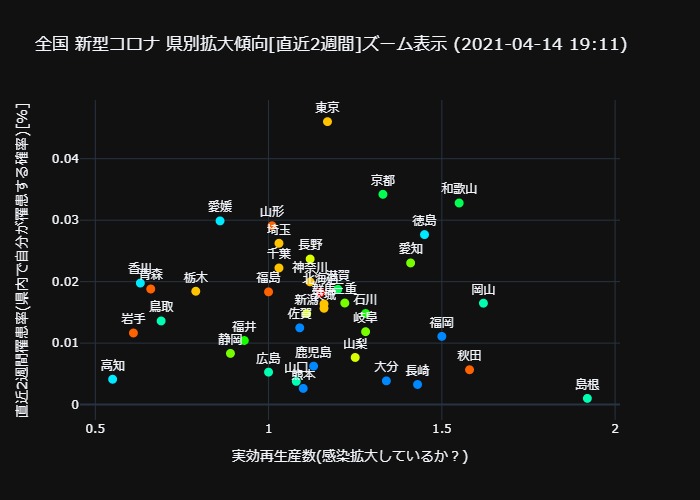 全国 新型コロナ 県別拡大傾向[直近2週間]ズーム表示 (2021-04-14 19:11)
東京
京都
和歌山
愛媛
山形
徳島
埼玉
長野
愛知
千葉
香川
青森
栃木
福島
神奈川
北海道
滋賀
三重
茨城
岡山
鳥取
新潟
石川
佐賀
岩手
岐阜
福岡
静岡
福井
山梨
高知
広島
鹿児島
山口
熊本
大分
長崎
秋田
島根
0.04
0.03
0.02
0.01
0
0.5
1
1.5
2
直近2週間罹患率(県内で自分が罹患する確率)[%]
実効再生産数(感染拡大しているか？)